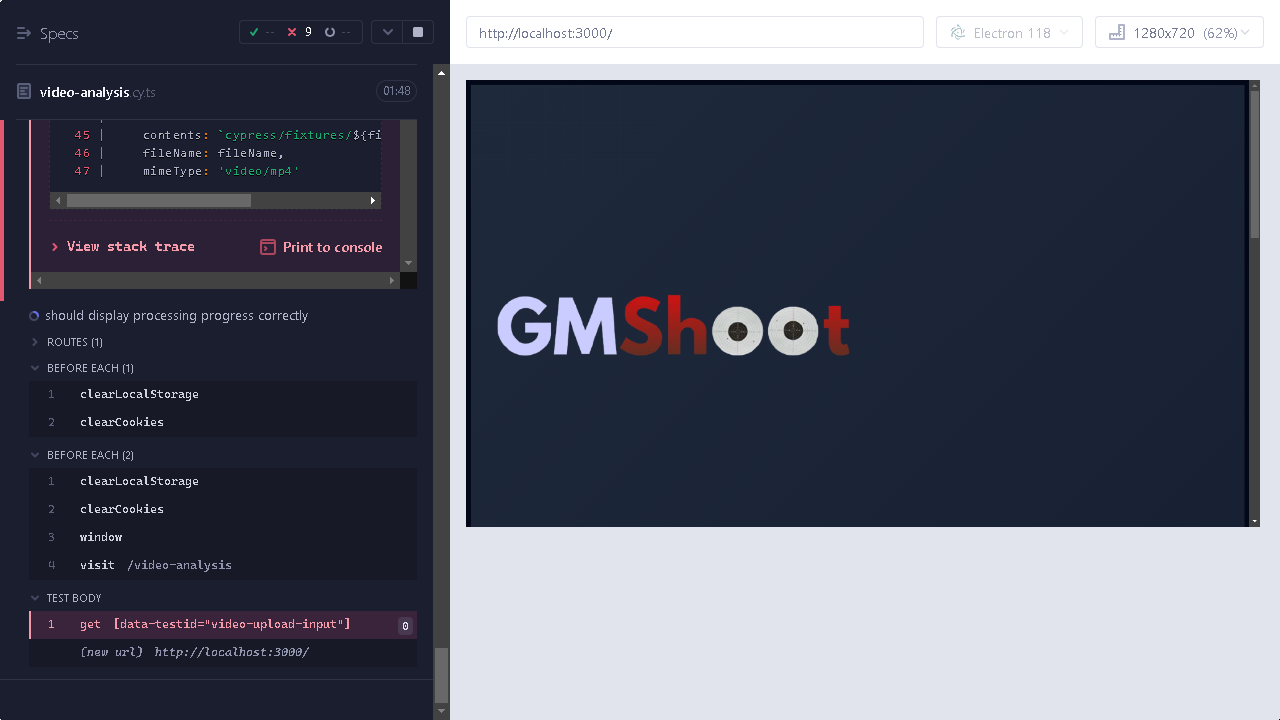 Specs
-- 9 --
http://localhost:3000/
Electron 118
1280x720 (62%)
video-analysis.cy.ts
01:48
45 | contents: `cypress/fixtures/${fi
46 | fileName: fileName,
47 | mimeType: 'video/mp4'
View stack trace
Print to console
should display processing progress correctly
ROUTES (1)
BEFORE EACH (1)
1 clearLocalStorage
2 clearCookies
BEFORE EACH (2)
1 clearLocalStorage
2 clearCookies
3 window
4 visit /video-analysis
TEST BODY
1 get [data-testid="video-upload-input"] 0
(new url) http://localhost:3000/
GMShoot